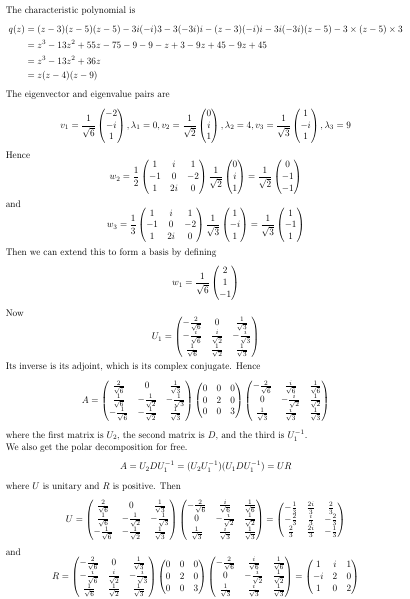 The characteristic polynomial is
q(z) = (z − 3)(z − 5)(z − 5) − 3i(−i)3 − 3(−3i)i − (z − 3)(−i)i − 3i(−3i)(z − 5) − 3 × (z − 5) × 3
= z³ − 13z² + 55z − 75 − 9 − 9 − z + 3 − 9z + 45 − 9z + 45
= z³ − 13z² + 36z
= z(z − 4)(z − 9)
The eigenvector and eigenvalue pairs are
v₁ = 1/√6 (−2; −i; 1), λ₁ = 0, v₂ = 1/√2 (0; i; 1), λ₂ = 4, v₃ = 1/√3 (1; −i; 1), λ₃ = 9
Hence
w₂ = 1/2 (1 i 1; −1 0 −2; 1 2i 0) 1/√2 (0; i; 1) = 1/√2 (0; −1; −1)
and
w₃ = 1/3 (1 i 1; −1 0 −2; 1 2i 0) 1/√3 (1; −i; 1) = 1/√3 (1; −1; 1)
Then we can extend this to form a basis by defining
w₁ = 1/√6 (2; 1; −1)
Now
U₁ = (−2/√6 0 1/√3; −i/√6 i/√2 −i/√3; 1/√6 1/√2 1/√3)
Its inverse is its adjoint, which is its complex conjugate. Hence
A = (2/√6 0 1/√3; 1/√6 −1/√2 −1/√3; −1/√6 −1/√2 1/√3) (0 0 0; 0 2 0; 0 0 3) (−2/√6 i/√6 1/√6; 0 −i/√2 1/√2; 1/√3 i/√3 1/√3)
where the first matrix is U₂, the second matrix is D, and the third is U₁⁻¹.
We also get the polar decomposition for free.
A = U₂DU₁⁻¹ = (U₂U₁⁻¹)(U₁DU₁⁻¹) = UR
where U is unitary and R is positive. Then
U = (2/√6 0 1/√3; 1/√6 −1/√2 −1/√3; −1/√6 −1/√2 1/√3) (−2/√6 i/√6 1/√6; 0 −i/√2 1/√2; 1/√3 i/√3 1/√3) = (−1/3 2i/3 2/3; −2/3 i/3 −2/3; 2/3 2i/3 −1/3)
and
R = (−2/√6 0 1/√3; −i/√6 i/√2 −i/√3; 1/√6 1/√2 1/√3) (0 0 0; 0 2 0; 0 0 3) (−2/√6 i/√6 1/√6; 0 −i/√2 1/√2; 1/√3 i/√3 1/√3) = (1 i 1; −i 2 0; 1 0 2)